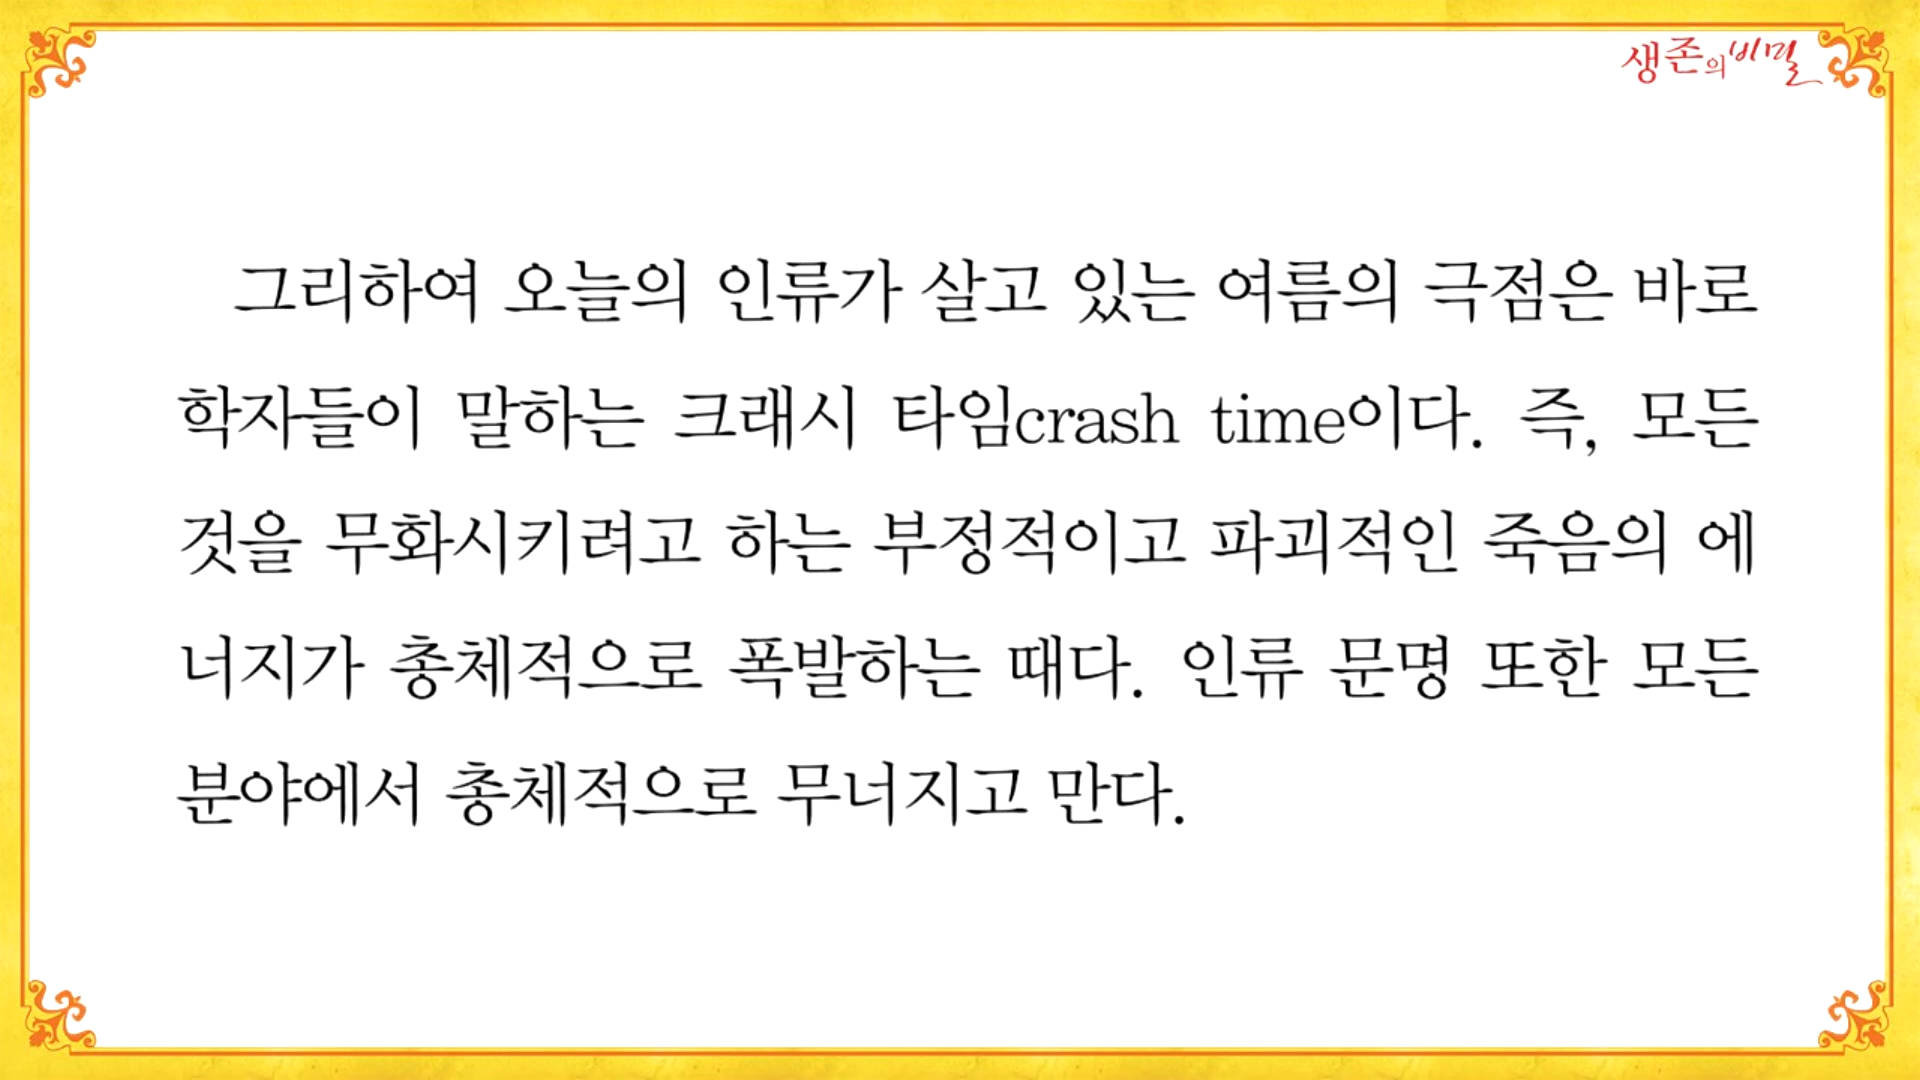 생존의 비밀
그리하여 오늘의 인류가 살고 있는 여름의 극점은 바로
학자들이 말하는 크래시 타임crash time이다. 즉, 모든
것을 무화시키려고 하는 부정적이고 파괴적인 죽음의 에
너지가 총체적으로 폭발하는 때다. 인류 문명 또한 모든
분야에서 총체적으로 무너지고 만다.